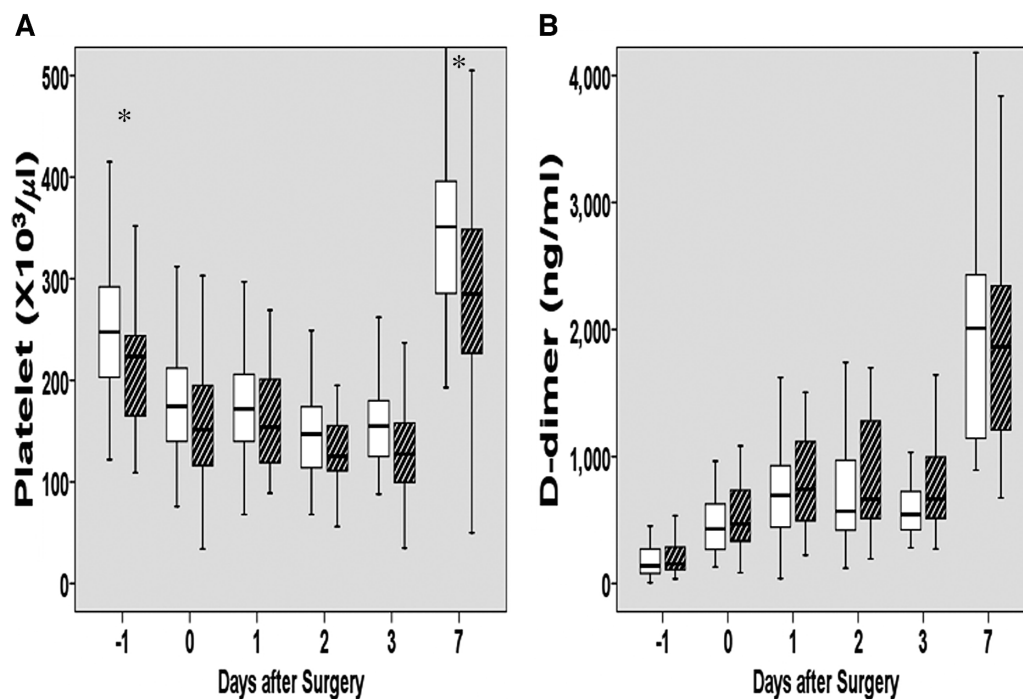 A
Platelet (X10³/μl)
500
400
300
200
100
0
*
*
-1 0 1 2 3 7
Days after Surgery
B
D-dimer (ng/ml)
4,000
3,000
2,000
1,000
0
-1 0 1 2 3 7
Days after Surgery